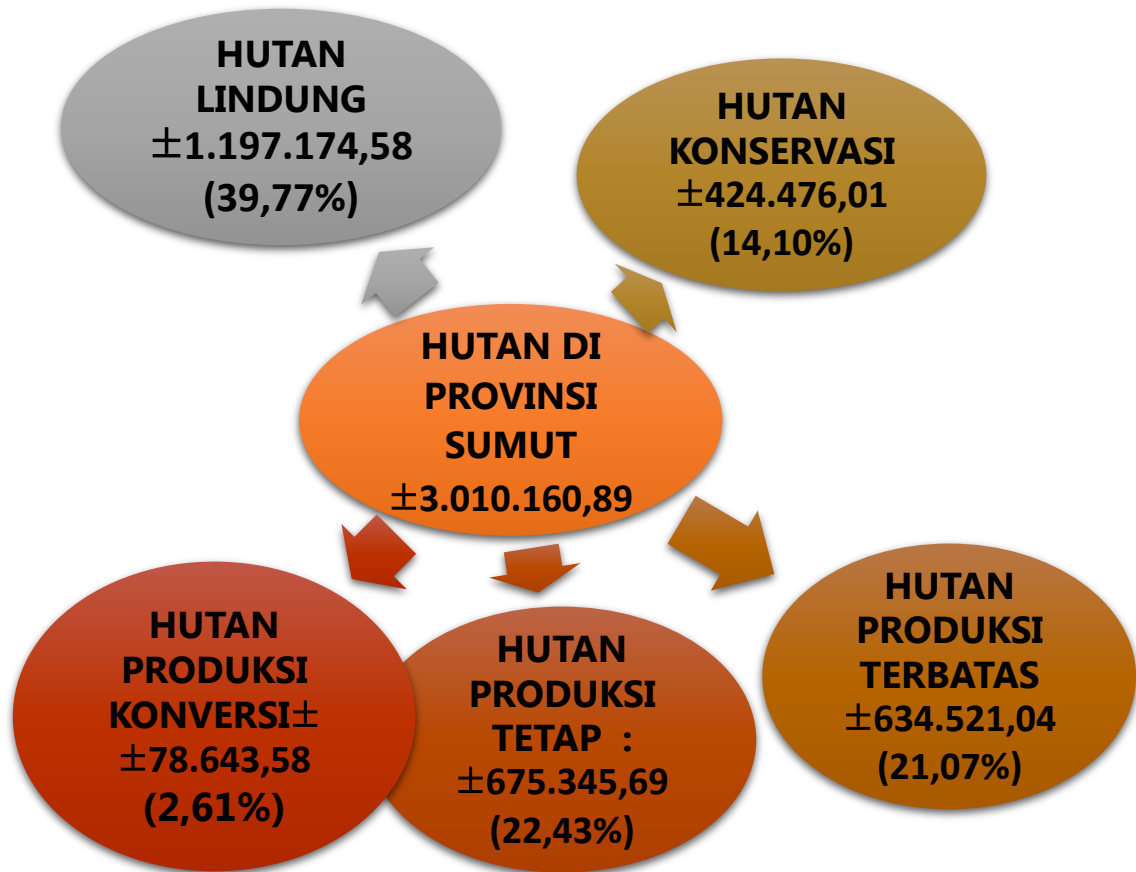 HUTAN
LINDUNG
±1.197.174,58
(39,77%)
HUTAN
KONSERVASI
±424.476,01
(14,10%)
HUTAN DI
PROVINSI
SUMUT
±3.010.160,89
HUTAN
PRODUKSI
KONVERSI±
±78.643,58
(2,61%)
HUTAN
PRODUKSI
TETAP :
±675.345,69
(22,43%)
HUTAN
PRODUKSI
TERBATAS
±634.521,04
(21,07%)